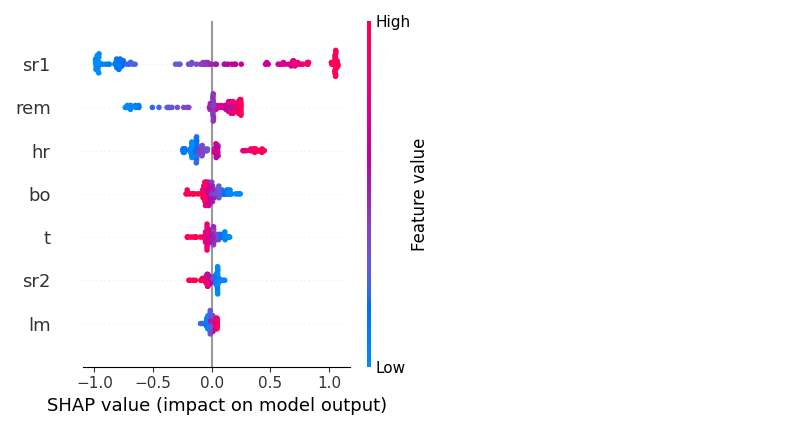 High
sr1
rem
hr
bo
t
sr2
lm
Feature value
Low
−1.0 −0.5 0.0 0.5 1.0
SHAP value (impact on model output)